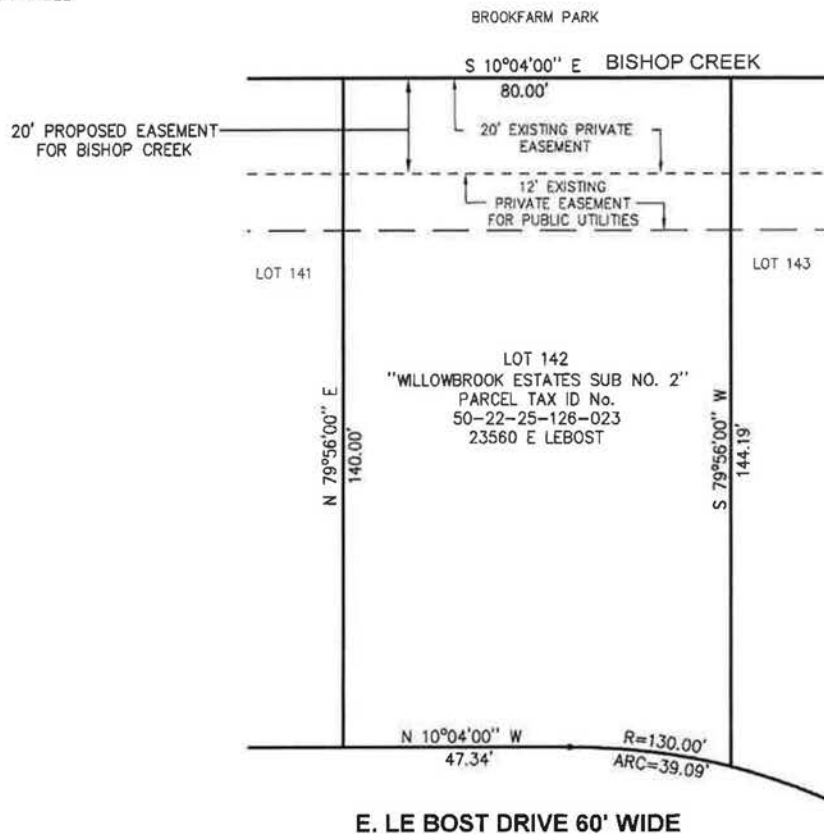 BROOKFARM PARK
S 10°04'00" E BISHOP CREEK
80.00'
20' PROPOSED EASEMENT
FOR BISHOP CREEK
20' EXISTING PRIVATE
EASEMENT
12' EXISTING
PRIVATE EASEMENT
FOR PUBLIC UTILITIES
LOT 141
LOT 143
LOT 142
"WILLOWBROOK ESTATES SUB NO. 2"
PARCEL TAX ID No.
50-22-25-126-023
23560 E LEBOST
N 79°56'00" E
140.00'
S 79°56'00" W
144.19'
N 10°04'00" W
47.34'
R=130.00'
ARC=39.09'
E. LE BOST DRIVE 60' WIDE